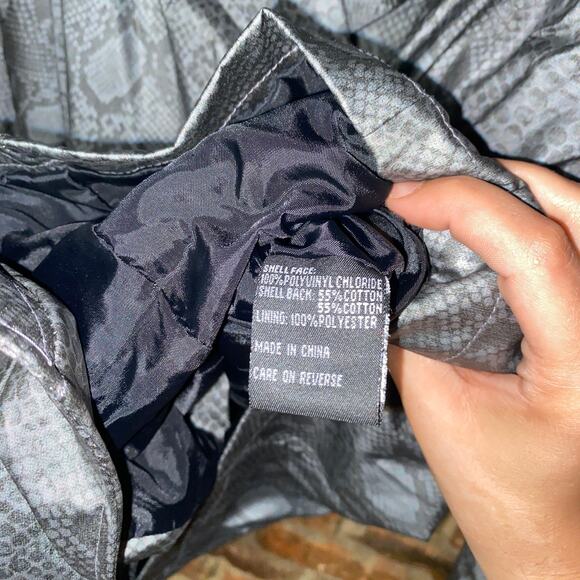 SHELL FACE:
100% POLYVINYL CHLORIDE
SHELL BACK: 55% COTTON
55% COTTON
LINING: 100% POLYESTER
MADE IN CHINA
CARE ON REVERSE